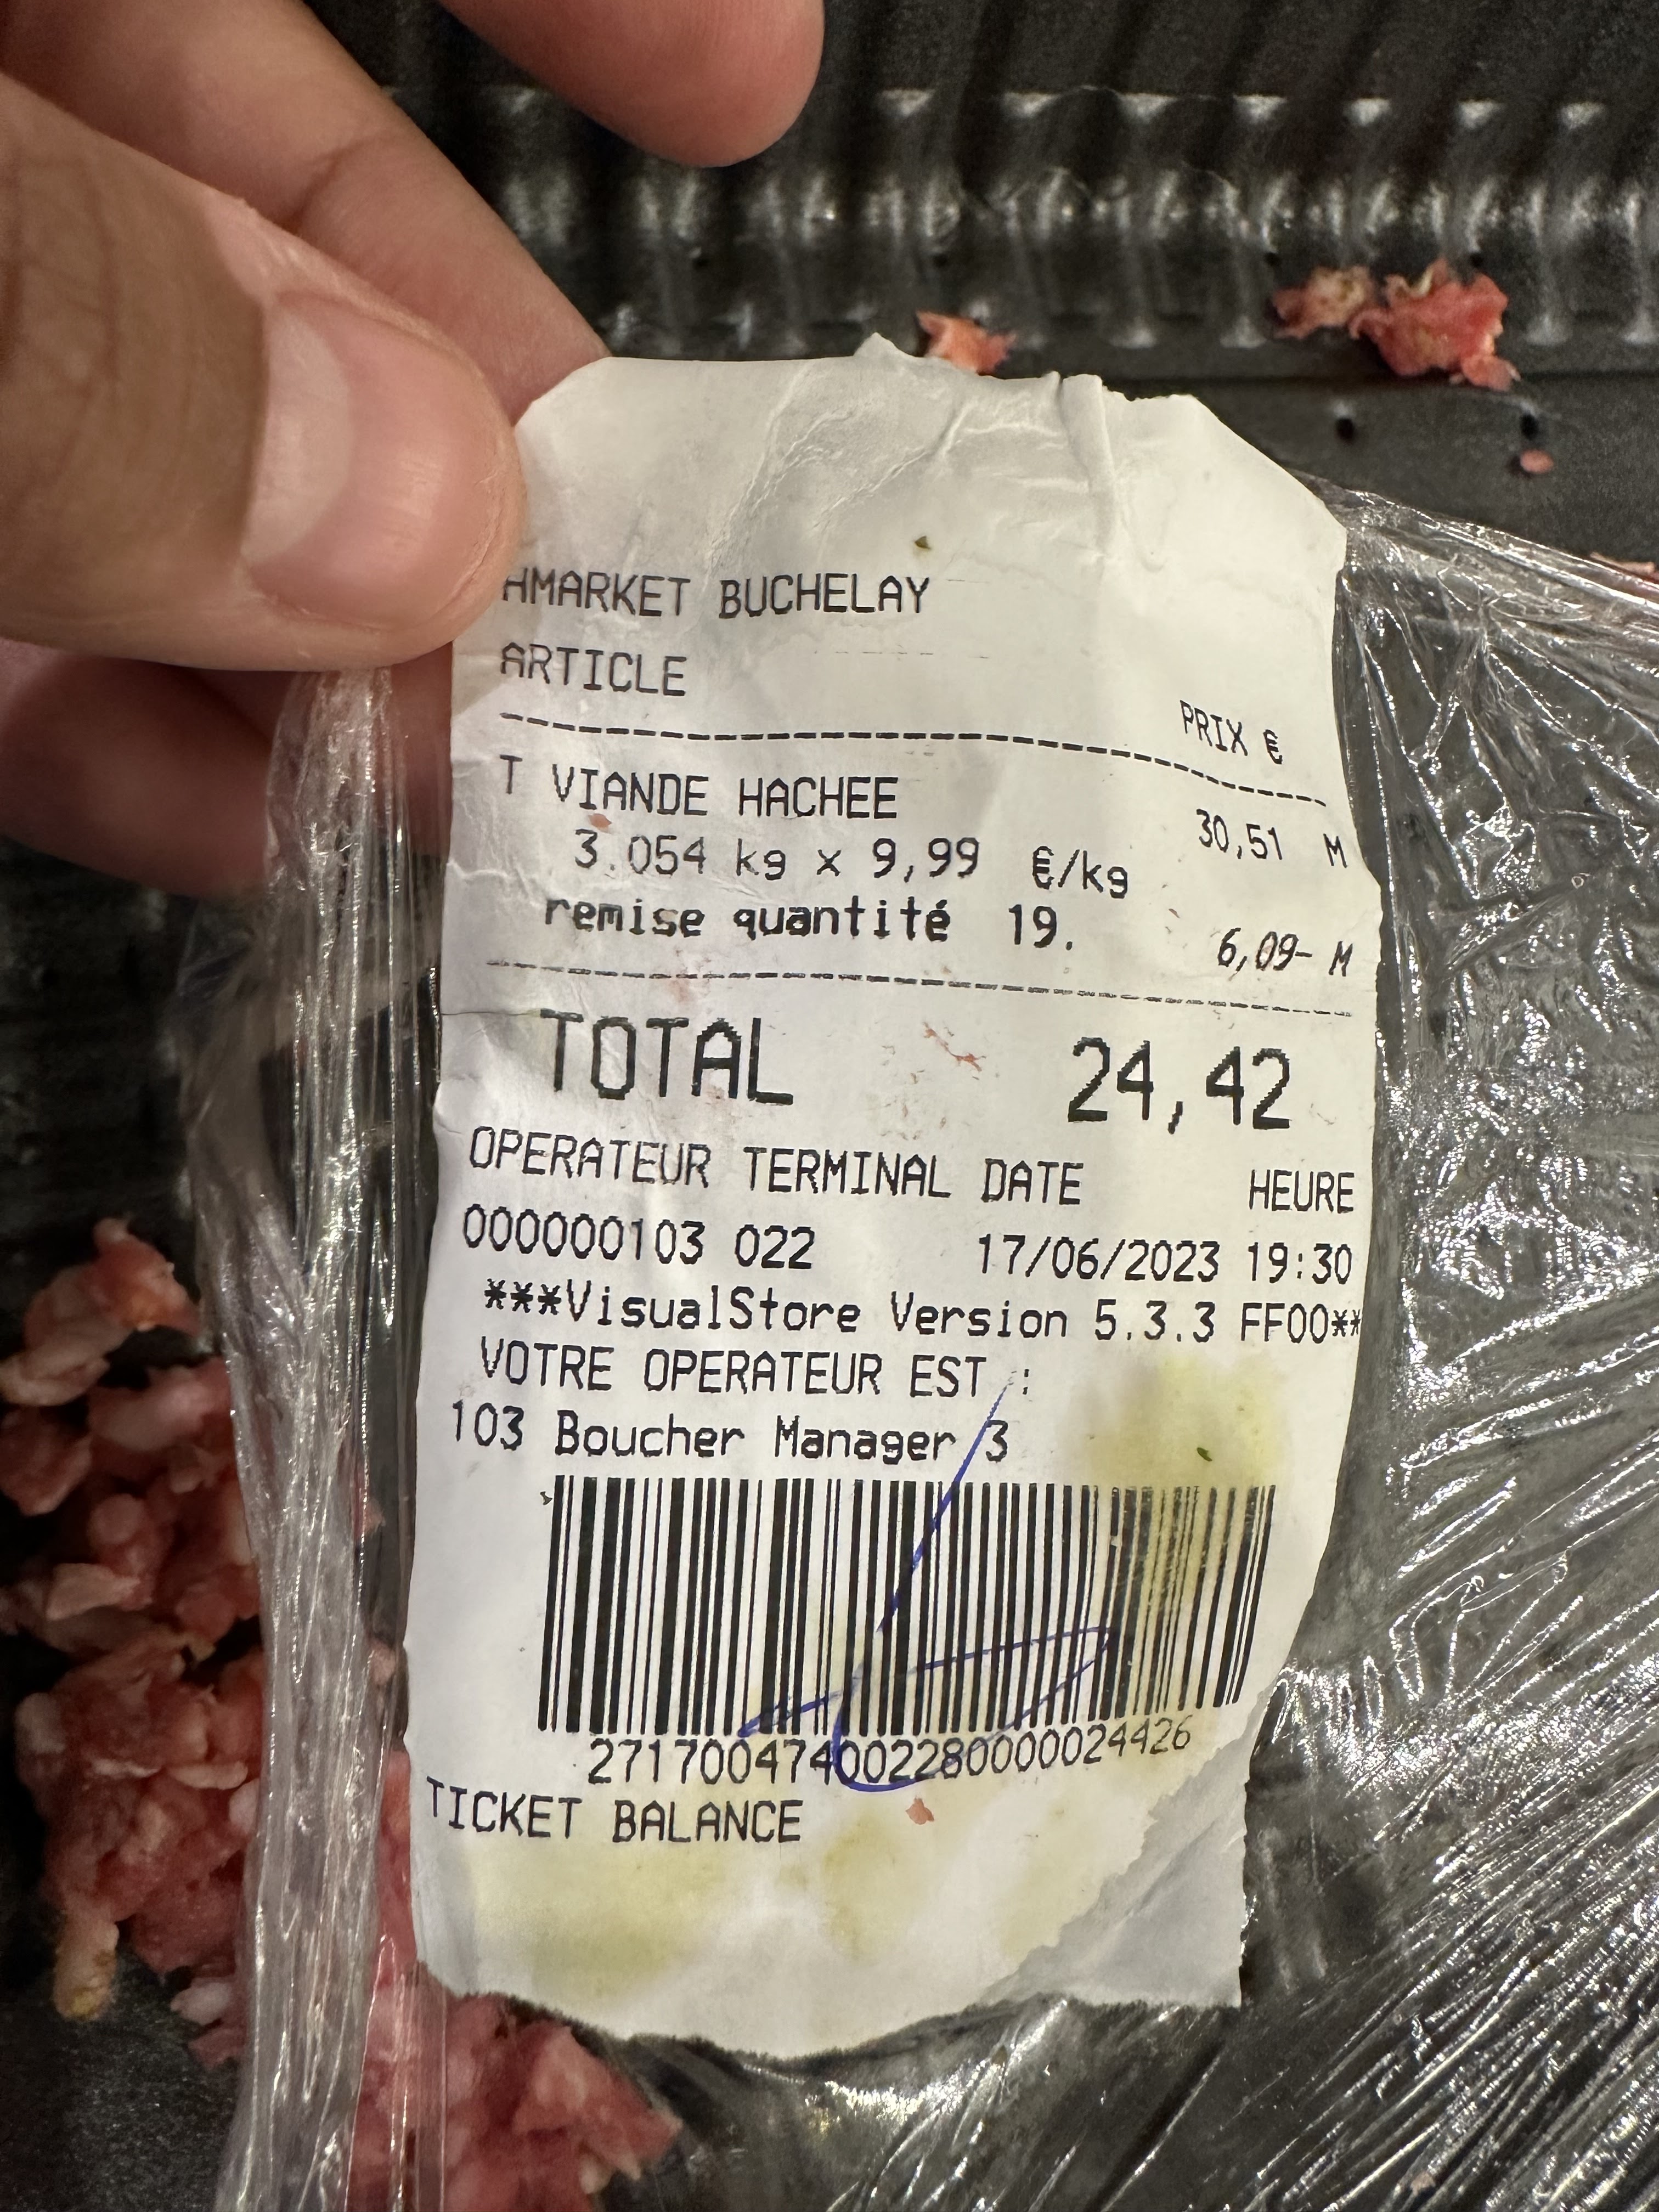 HMARKET BUCHELAY
ARTICLE PRIX €
T VIANDE HACHEE 30,51 M
3.054 kg x 9,99 €/kg
remise quantité 19. 6,09- M
TOTAL 24,42
OPERATEUR TERMINAL DATE HEURE
000000103 022 17/06/2023 19:30
***VisualStore Version 5.3.3 FF00**
VOTRE OPERATEUR EST :
103 Boucher Manager 3
271700474002280000024426
TICKET BALANCE